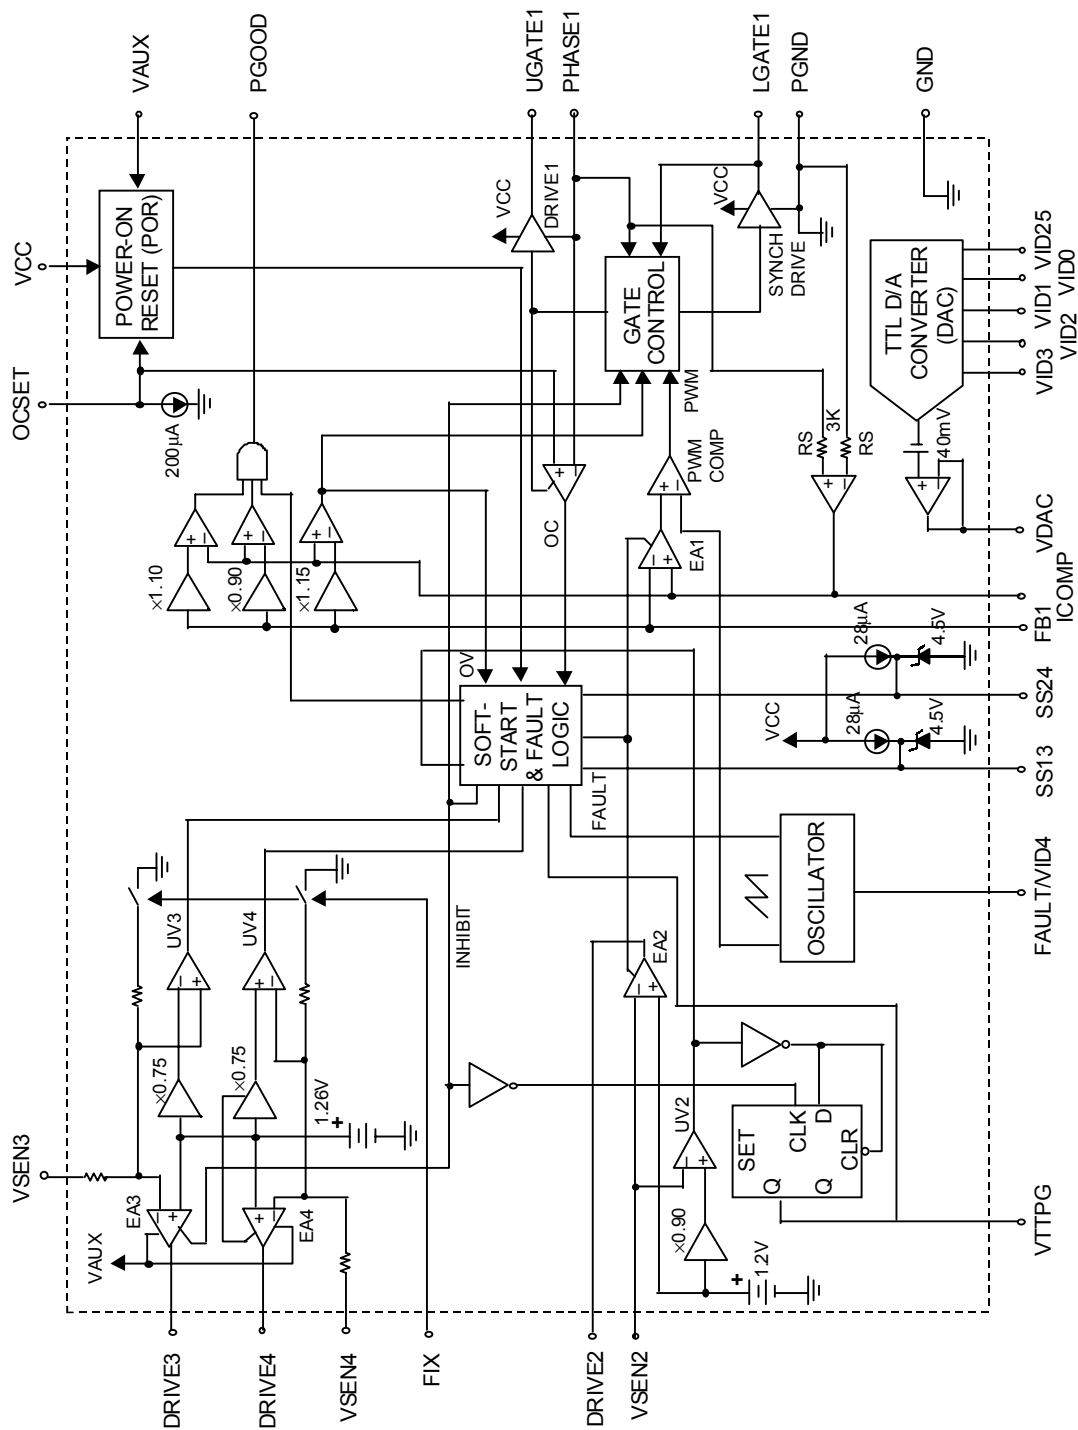 VSEN3
OCSET
VCC
VAUX
PGOOD
UGATE1
PHASE1
LGATE1
PGND
GND
POWER-ON
RESET (POR)
200µA
VAUX
EA3
+
−
EA4
+
−
×0.75
×0.75
1.26V
+
UV3
−
+
UV4
+
−
×1.10
×0.90
×1.15
+
−
+
−
+
−
VCC
DRIVE1
GATE
CONTROL
VCC
SYNCH
DRIVE
PWM
PWM
COMP
+
−
OC
+
−
EA1
−
+
OV
SOFT-
START
& FAULT
LOGIC
FAULT
INHIBIT
EA2
−
+
UV2
−
+
×0.90
1.2V
+
SET
CLK
D
CLR
Q
Q
OSCILLATOR
VCC
28µA
4.5V
28µA
4.5V
RS
3K
RS
+
−
40mV
+
−
TTL D/A
CONVERTER
(DAC)
DRIVE3
DRIVE4
VSEN4
FIX
DRIVE2
VSEN2
VTTPG
FAULT/VID4
SS13
SS24
FB1
ICOMP
VDAC
VID3
VID2
VID1
VID0
VID25